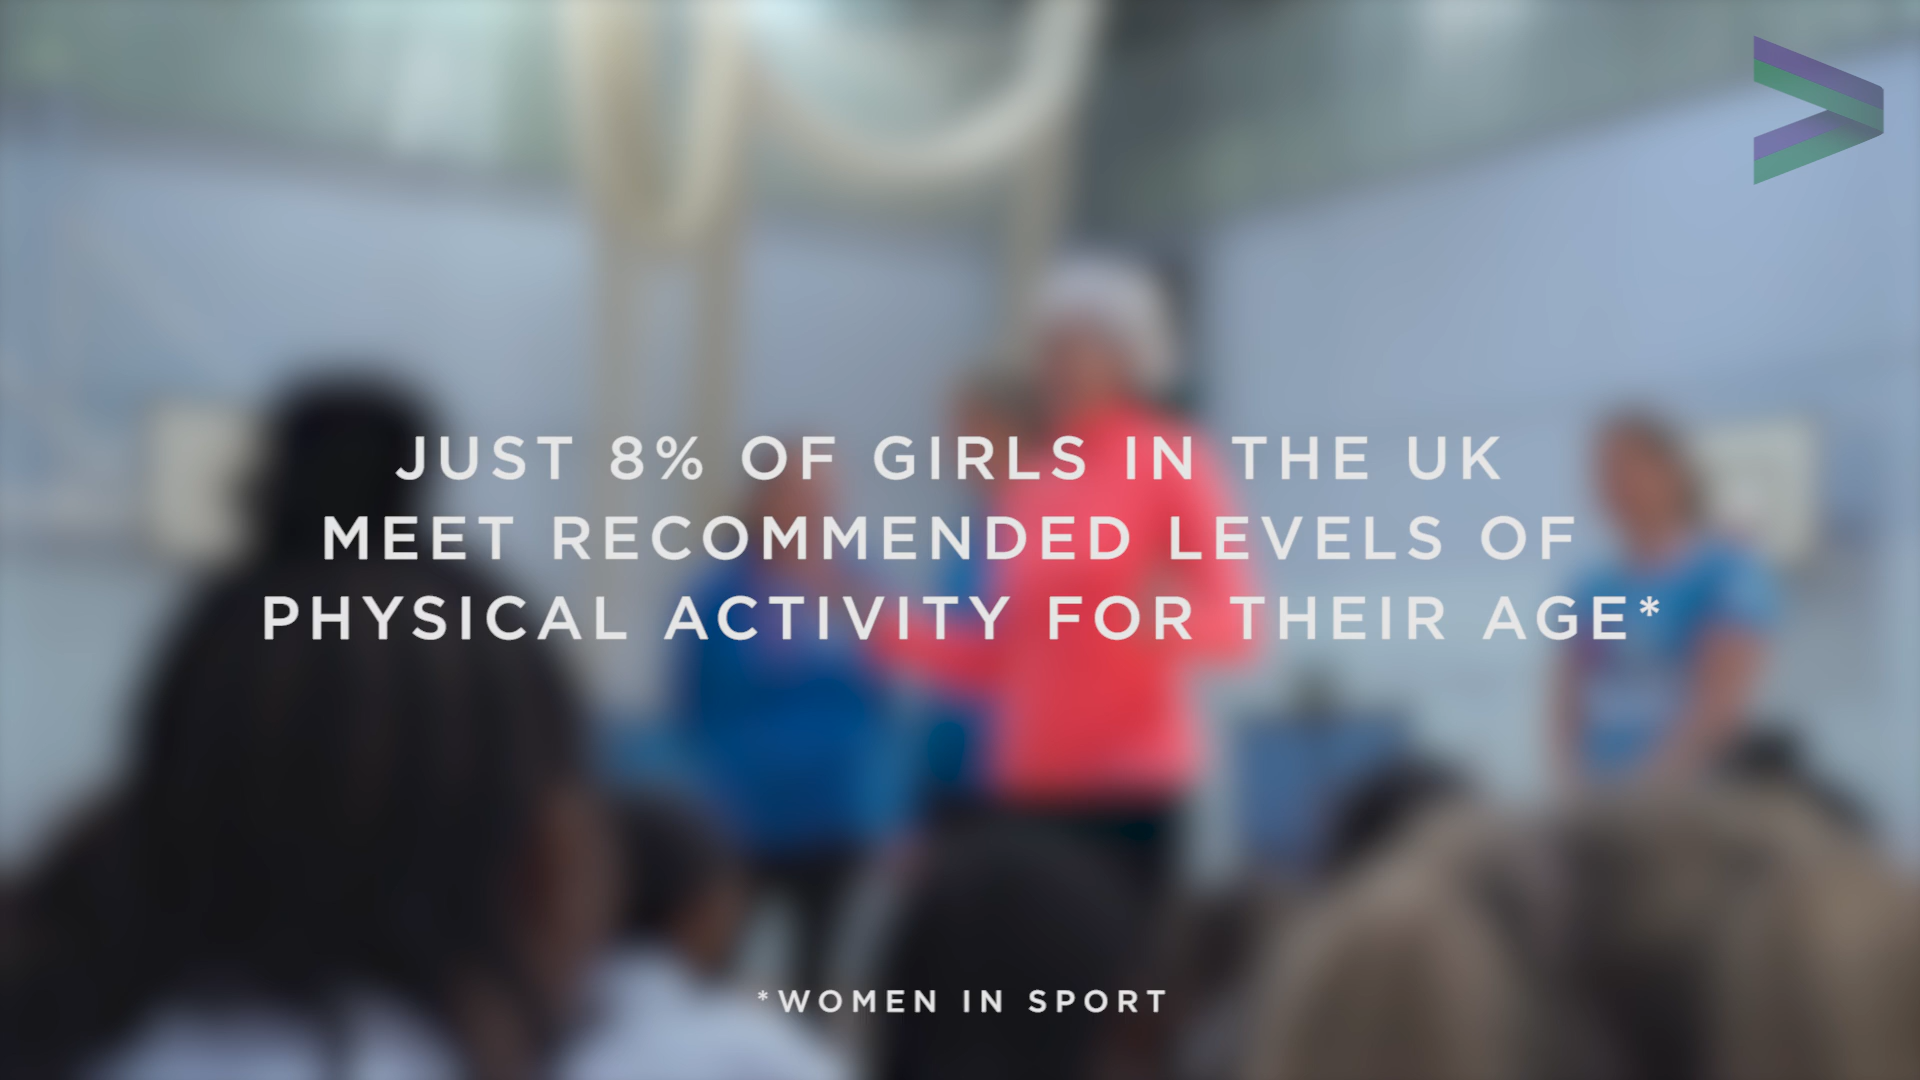 JUST 8% OF GIRLS IN THE UK
MEET RECOMMENDED LEVELS OF
PHYSICAL ACTIVITY FOR THEIR AGE*
*WOMEN IN SPORT